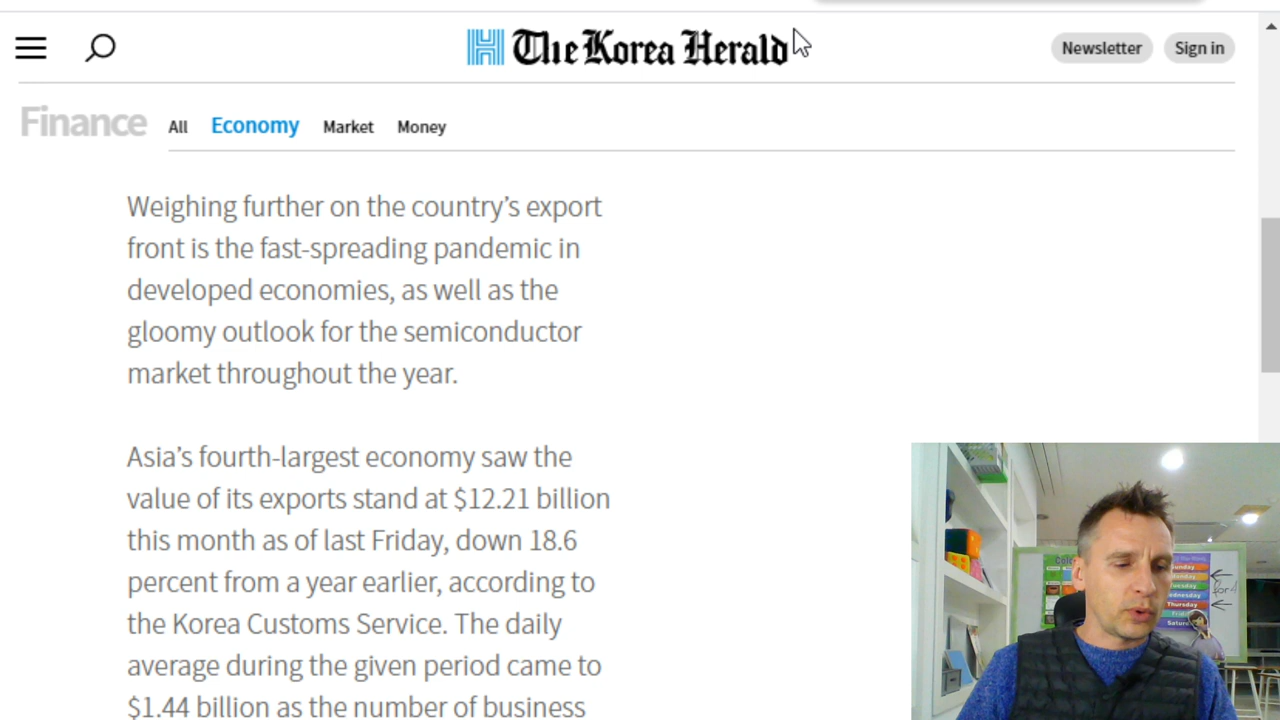 The Korea Herald
Newsletter
Sign in
Finance
All
Economy
Market
Money
Weighing further on the country’s export
front is the fast-spreading pandemic in
developed economies, as well as the
gloomy outlook for the semiconductor
market throughout the year.
Asia’s fourth-largest economy saw the
value of its exports stand at $12.21 billion
this month as of last Friday, down 18.6
percent from a year earlier, according to
the Korea Customs Service. The daily
average during the given period came to
$1.44 billion as the number of business
Sunday
Thursday